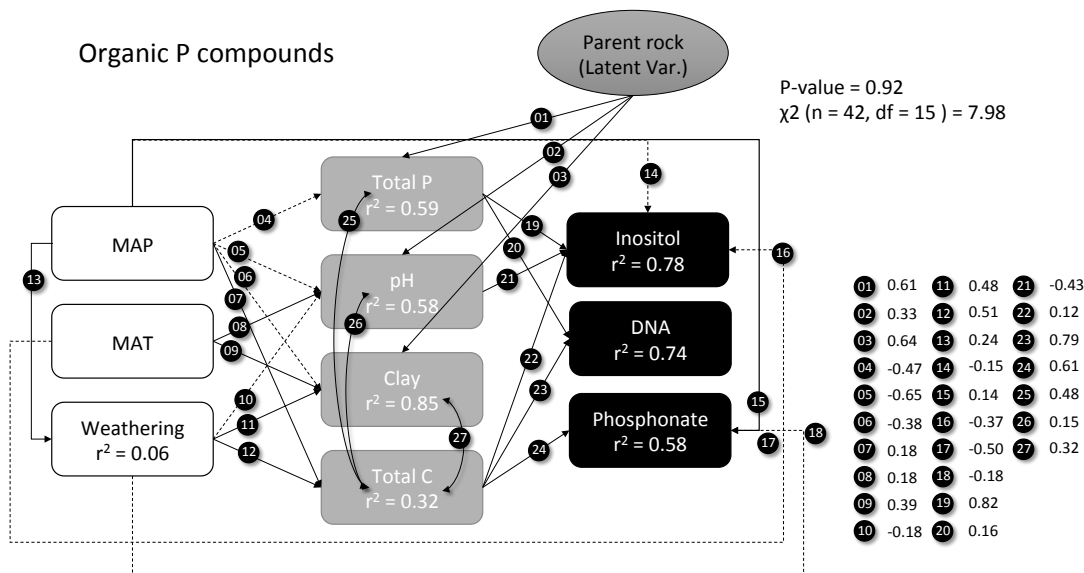 Organic P compounds
Parent rock
(Latent Var.)
P-value = 0.92
χ2 (n = 42, df = 15 ) = 7.98
01
02
03
14
Total P
r² = 0.59
04
25
19
20
MAP
05
06
07
13
pH
r² = 0.58
26
21
Inositol
r² = 0.78
16
MAT
08
09
10
Clay
r² = 0.85
22
23
DNA
r² = 0.74
Weathering
r² = 0.06
11
12
27
Total C
r² = 0.32
24
Phosphonate
r² = 0.58
15
17
18
01 0.61 11 0.48 21 -0.43
02 0.33 12 0.51 22 0.12
03 0.64 13 0.24 23 0.79
04 -0.47 14 -0.15 24 0.61
05 -0.65 15 0.14 25 0.48
06 -0.38 16 -0.37 26 0.15
07 0.18 17 -0.50 27 0.32
08 0.18 18 -0.18
09 0.39 19 0.82
10 -0.18 20 0.16